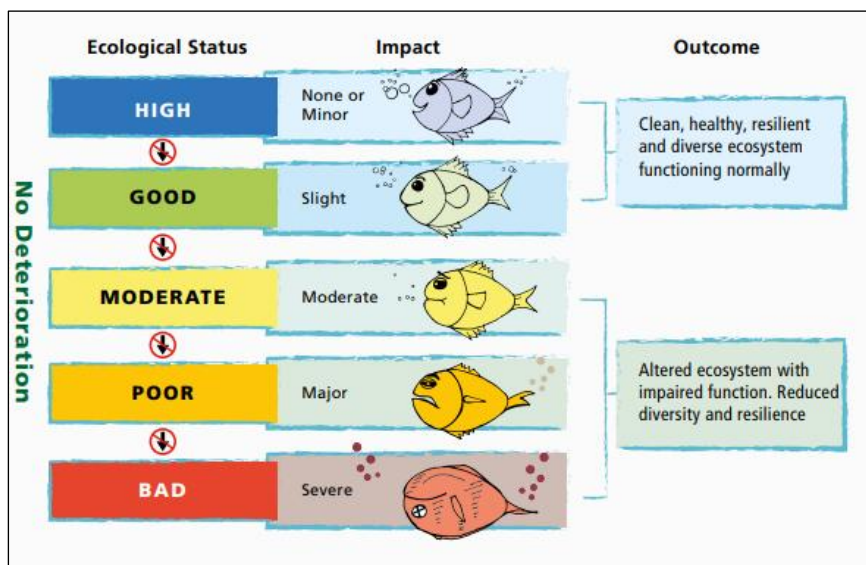 Ecological Status
Impact
Outcome
No Deterioration
HIGH
None or
Minor
Clean, healthy, resilient
and diverse ecosystem
functioning normally
GOOD
Slight
MODERATE
Moderate
POOR
Major
Altered ecosystem with
impaired function. Reduced
diversity and resilience
BAD
Severe